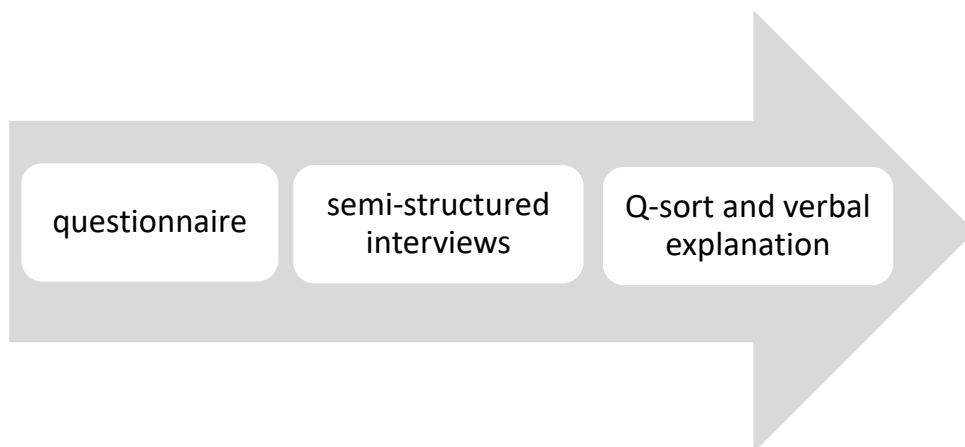 questionnaire
semi-structured
interviews
Q-sort and verbal
explanation